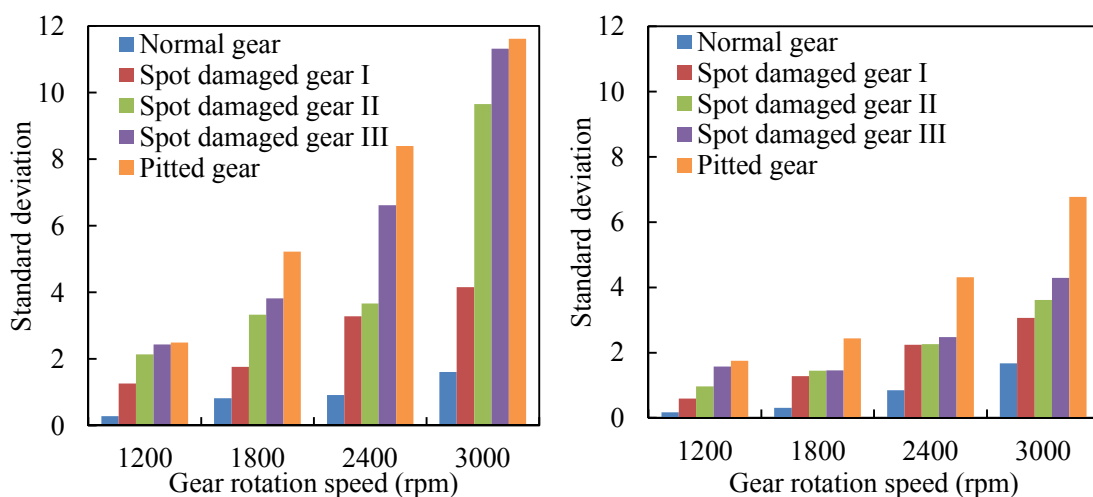 12
10
8
6
4
2
0
Standard deviation
Normal gear
Spot damaged gear I
Spot damaged gear II
Spot damaged gear III
Pitted gear
1200 1800 2400 3000
Gear rotation speed (rpm)
12
10
8
6
4
2
0
Standard deviation
Normal gear
Spot damaged gear I
Spot damaged gear II
Spot damaged gear III
Pitted gear
1200 1800 2400 3000
Gear rotation speed (rpm)